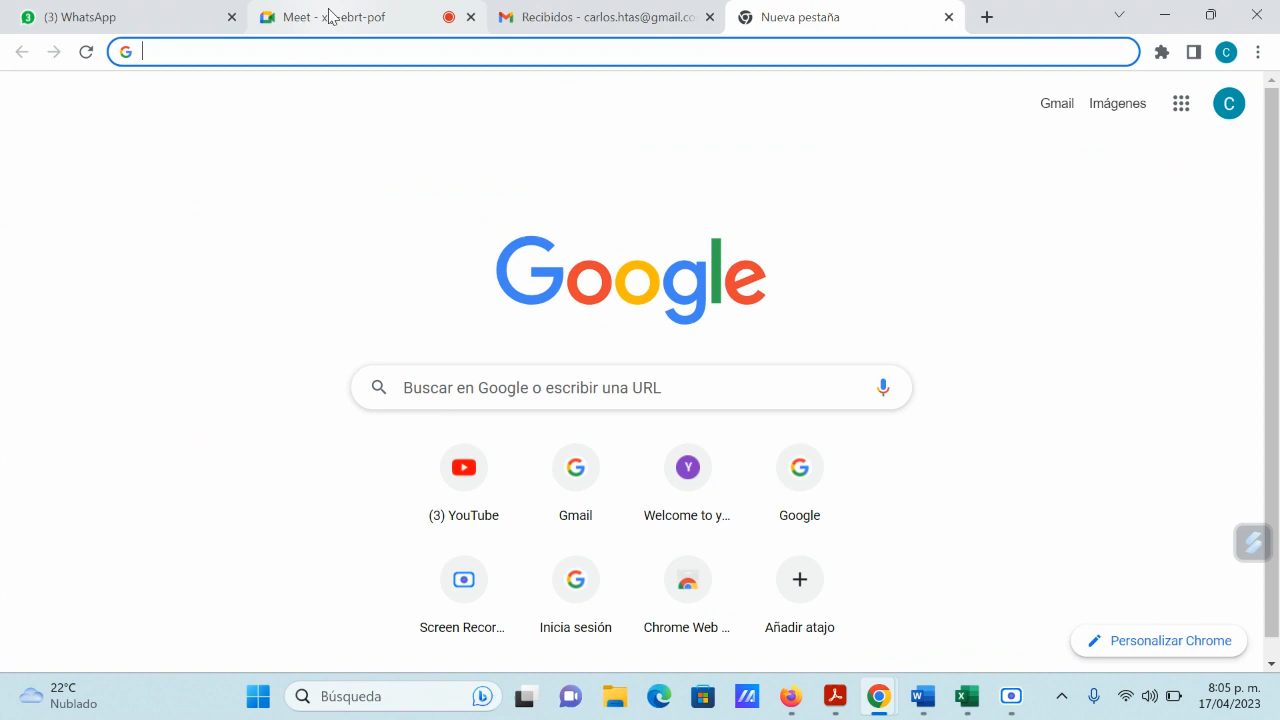 (3) WhatsApp
Meet - x
ebrt-pof
Recibidos - carlos.htas@gmail.co
Nueva pestaña
C
Gmail
Imágenes
C
Google
Buscar en Google o escribir una URL
(3) YouTube
Gmail
Y
Welcome to y...
Google
Screen Recor...
Inicia sesión
Chrome Web ...
Añadir atajo
Personalizar Chrome
22°C
Nublado
Búsqueda
8:05 p. m.
17/04/2023